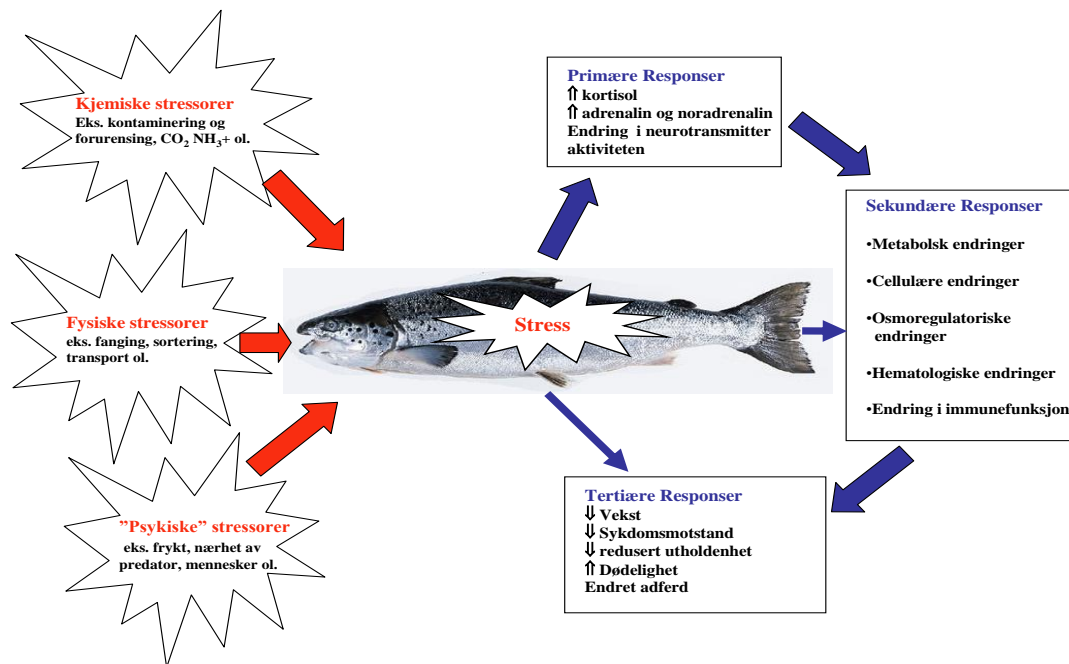 Kjemiske stressorer
Eks. kontaminering og
forurensing, CO₂ NH₃+ ol.
Fysiske stressorer
eks. fanging, sortering,
transport ol.
”Psykiske” stressorer
eks. frykt, nærhet av
predator, mennesker ol.
Stress
Primære Responser
⇑ kortisol
⇑ adrenalin og noradrenalin
Endring i neurotransmitter
aktiviteten
Sekundære Responser
•Metabolsk endringer
•Cellulære endringer
•Osmoregulatoriske
endringer
•Hematologiske endringer
•Endring i immunefunksjon
Tertiære Responser
⇓ Vekst
⇓ Sykdomsmotstand
⇓ redusert utholdenhet
⇑ Dødelighet
Endret adferd